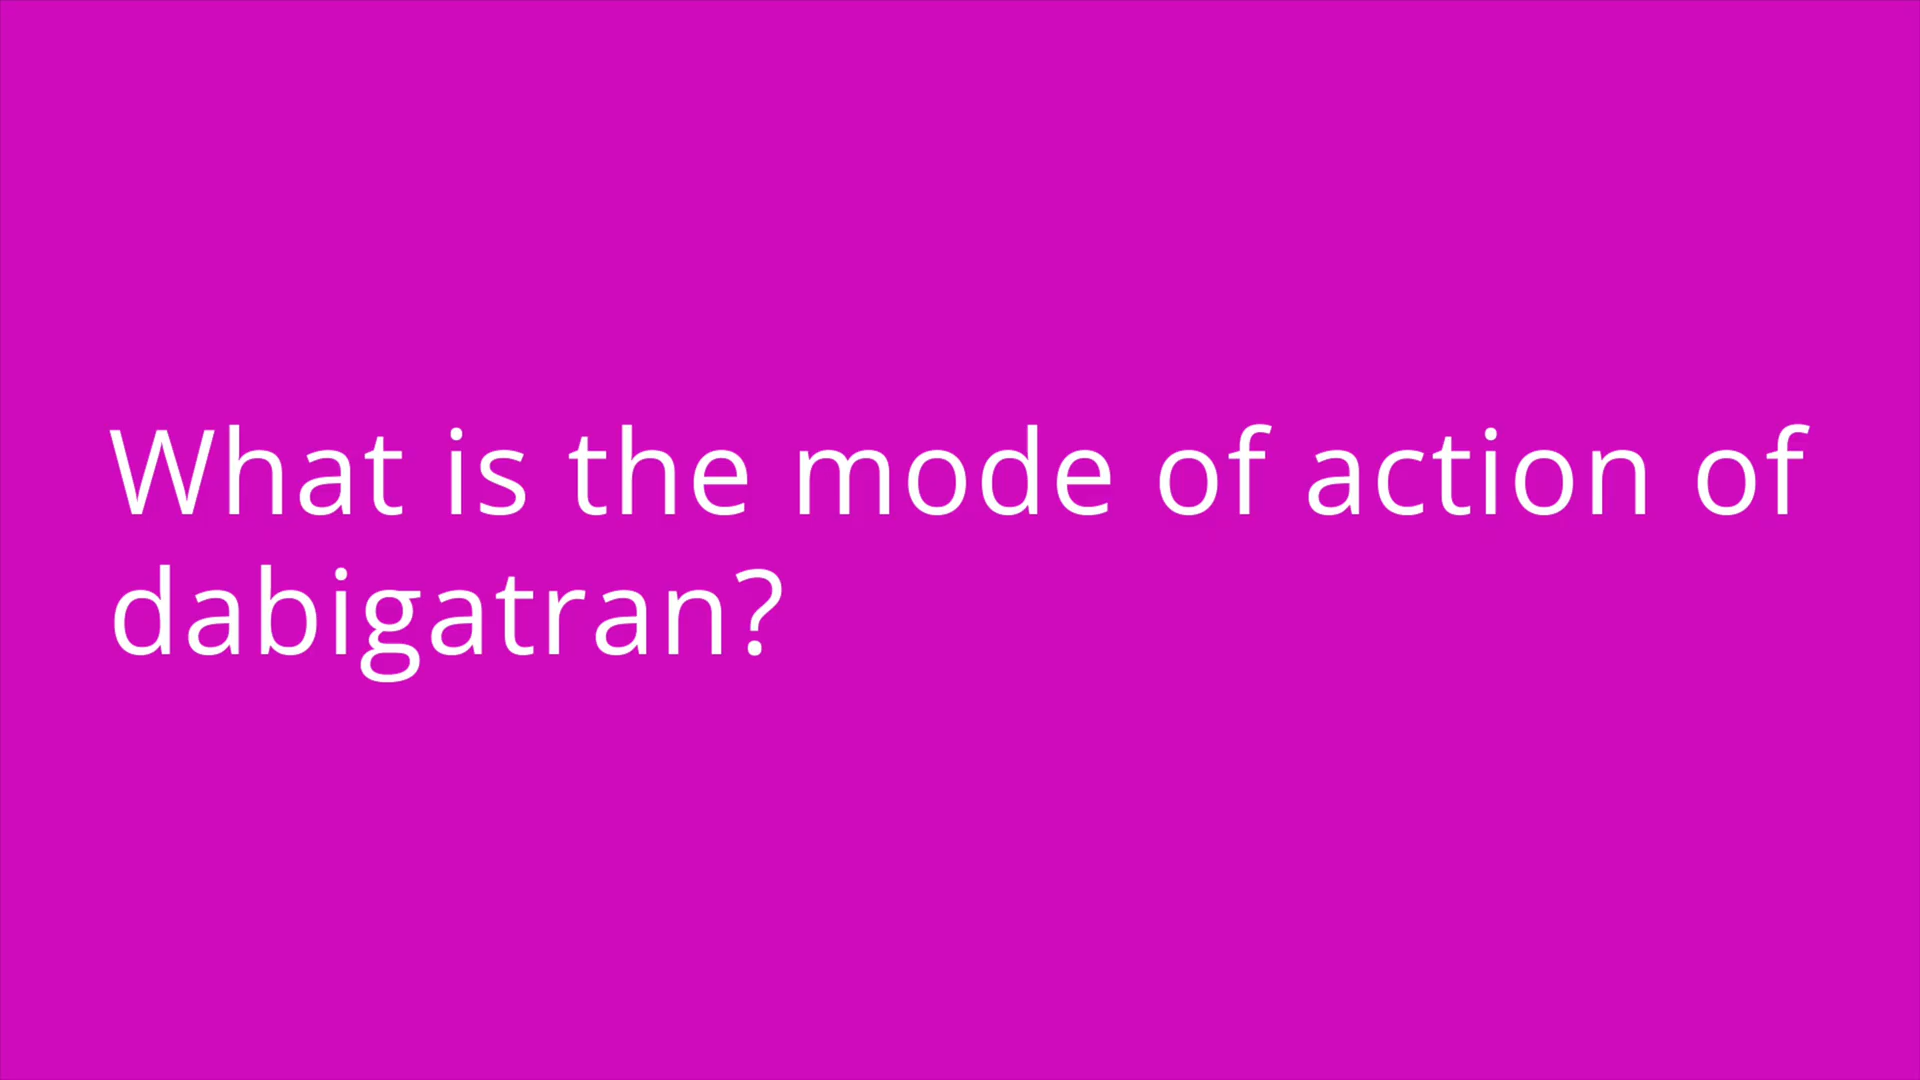 What is the mode of action of
dabigatran?